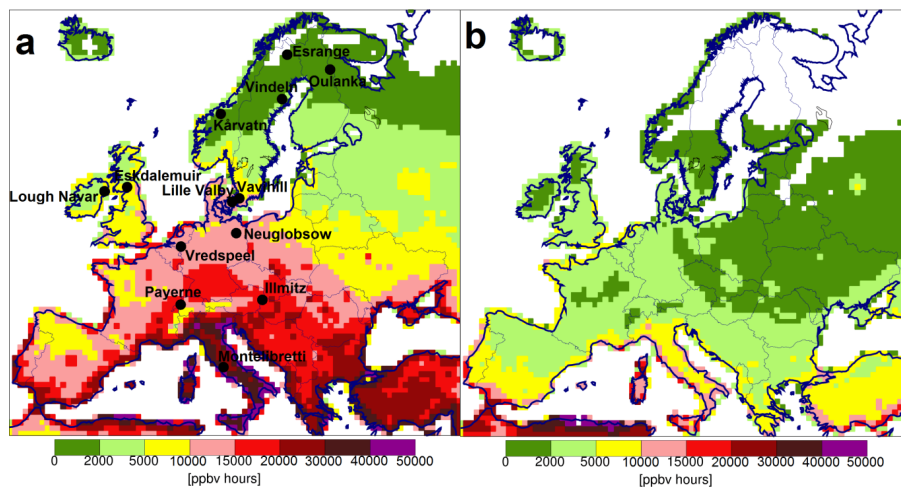 a
b
Esrange
Oulanka
Vindeln
Kårvatn
Eskdalemuir
Lille Valby
Vavihill
Lough Navar
Neuglobsow
Vredspeel
Payerne
Illmitz
Montelibretti
0 2000 5000 10000 15000 20000 30000 40000 50000
[ppbv hours]
0 2000 5000 10000 15000 20000 30000 40000 50000
[ppbv hours]